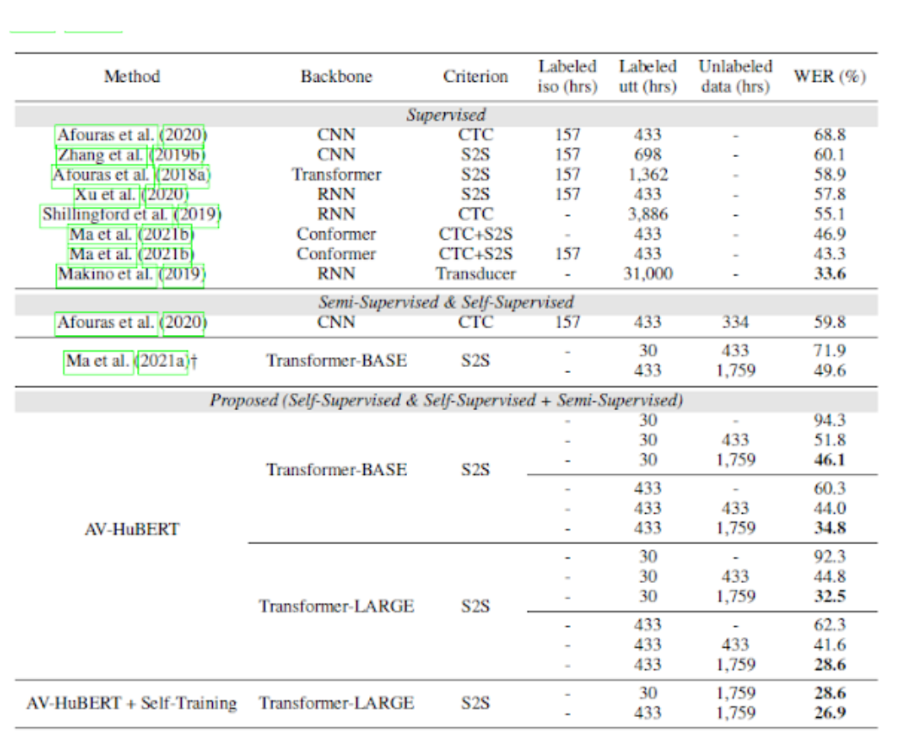 Method Backbone Criterion Labeled iso (hrs) Labeled utt (hrs) Unlabeled data (hrs) WER (%)
Supervised
Afouras et al. (2020) CNN CTC 157 433 - 68.8
Zhang et al. (2019b) CNN S2S 157 698 - 60.1
Afouras et al. (2018a) Transformer S2S 157 1,362 - 58.9
Xu et al. (2020) RNN S2S 157 433 - 57.8
Shillingford et al. (2019) RNN CTC - 3,886 - 55.1
Ma et al. (2021b) Conformer CTC+S2S - 433 - 46.9
Ma et al. (2021b) Conformer CTC+S2S 157 433 - 43.3
Makino et al. (2019) RNN Transducer - 31,000 - 33.6
Semi-Supervised & Self-Supervised
Afouras et al. (2020) CNN CTC 157 433 334 59.8
Ma et al. (2021a)† Transformer-BASE S2S - 30 433 71.9
- 433 1,759 49.6
Proposed (Self-Supervised & Self-Supervised + Semi-Supervised)
AV-HuBERT Transformer-BASE S2S - 30 - 94.3
- 30 433 51.8
- 30 1,759 46.1
- 433 - 60.3
- 433 433 44.0
- 433 1,759 34.8
Transformer-LARGE S2S - 30 - 92.3
- 30 433 44.8
- 30 1,759 32.5
- 433 - 62.3
- 433 433 41.6
- 433 1,759 28.6
AV-HuBERT + Self-Training Transformer-LARGE S2S - 30 1,759 28.6
- 433 1,759 26.9